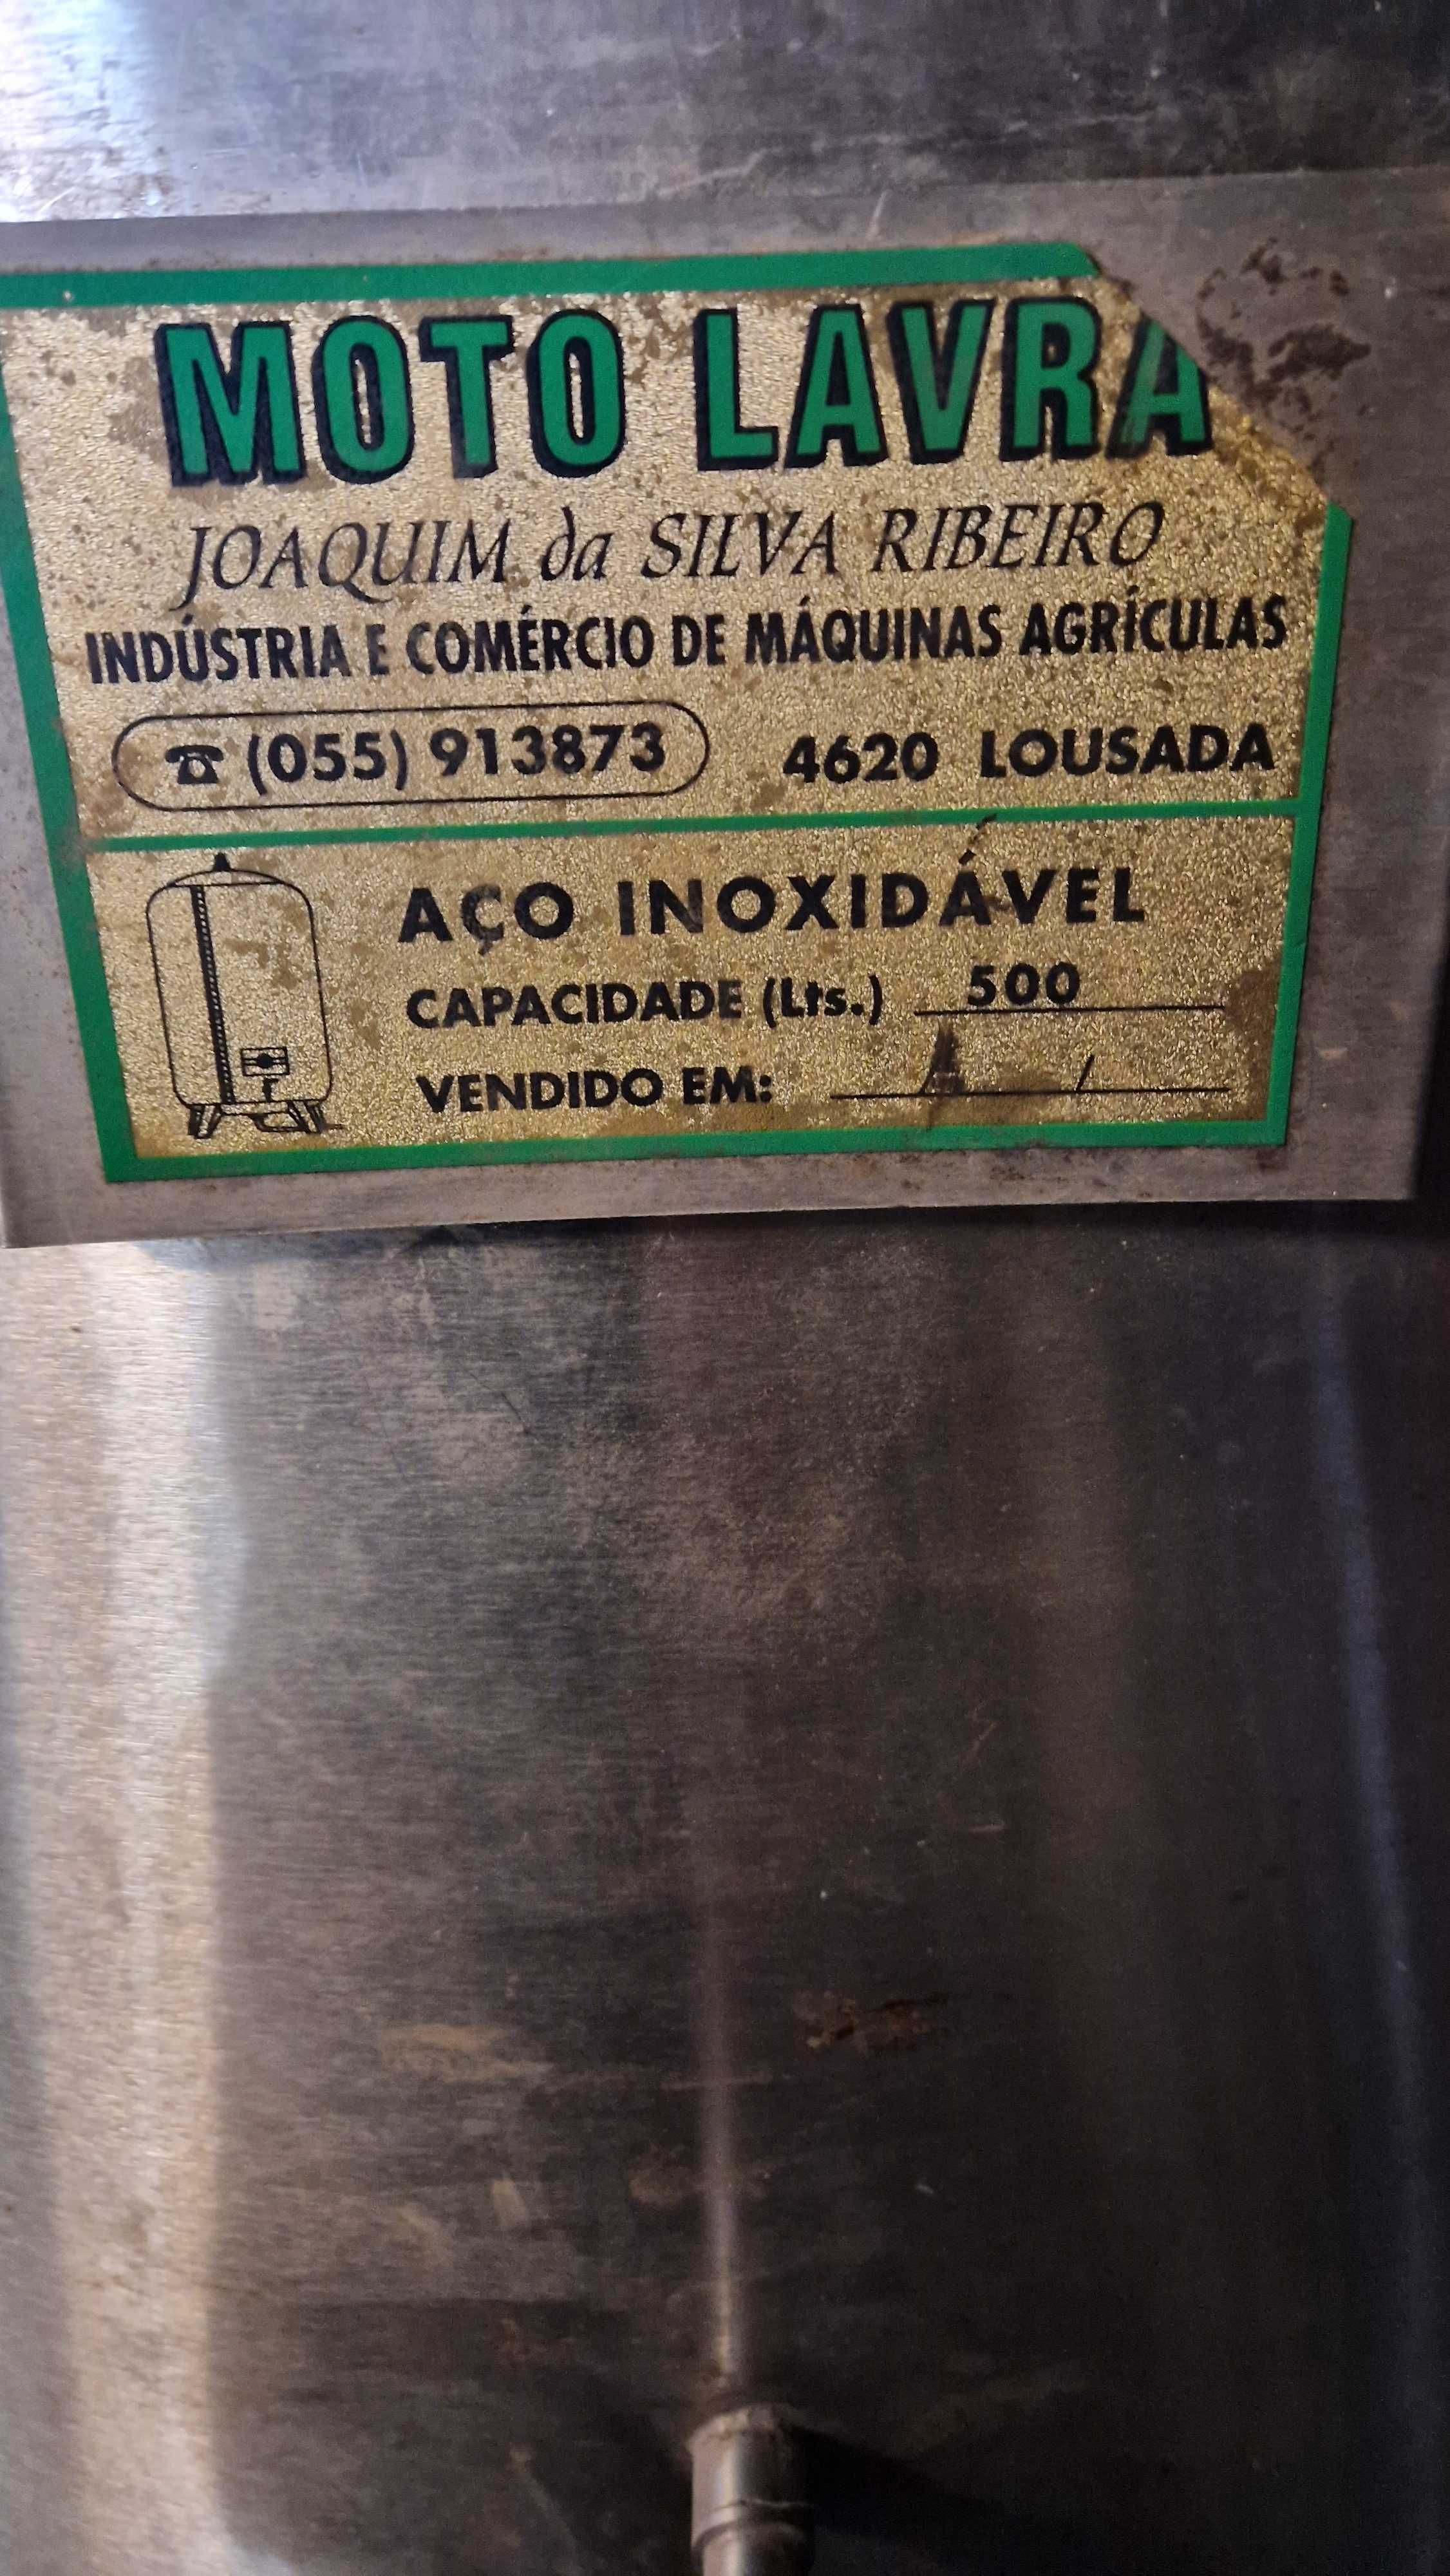 MOTO LAVRA
JOAQUIM da SILVA RIBEIRO
INDÚSTRIA E COMÉRCIO DE MÁQUINAS AGRÍCULAS
☎ (055) 913873 4620 LOUSADA
AÇO INOXIDÁVEL
CAPACIDADE (Lts.) 500
VENDIDO EM: / /